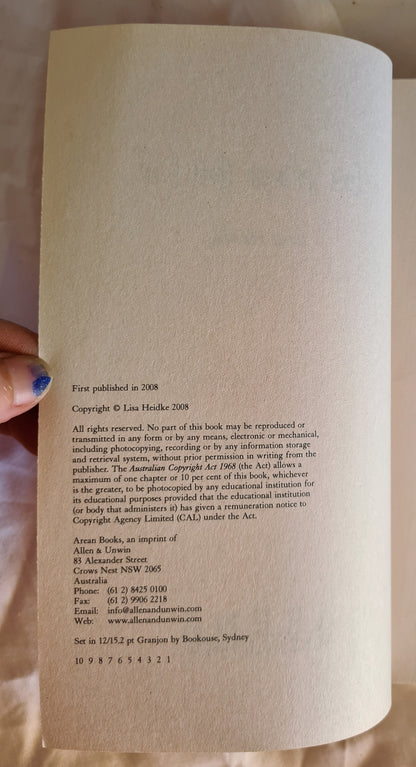 First published in 2008
Copyright © Lisa Heidke 2008
All rights reserved. No part of this book may be reproduced or
transmitted in any form or by any means, electronic or mechanical,
including photocopying, recording or by any information storage
and retrieval system, without prior permission in writing from the
publisher. The Australian Copyright Act 1968 (the Act) allows a
maximum of one chapter or 10 per cent of this book, whichever
is the greater, to be photocopied by any educational institution for
its educational purposes provided that the educational institution
(or body that administers it) has given a remuneration notice to
Copyright Agency Limited (CAL) under the Act.
Arean Books, an imprint of
Allen & Unwin
83 Alexander Street
Crows Nest NSW 2065
Australia
Phone: (61 2) 8425 0100
Fax: (61 2) 9906 2218
Email: info@allenandunwin.com
Web: www.allenandunwin.com
Set in 12/15.2 pt Granjon by Bookouse, Sydney
10 9 8 7 6 5 4 3 2 1